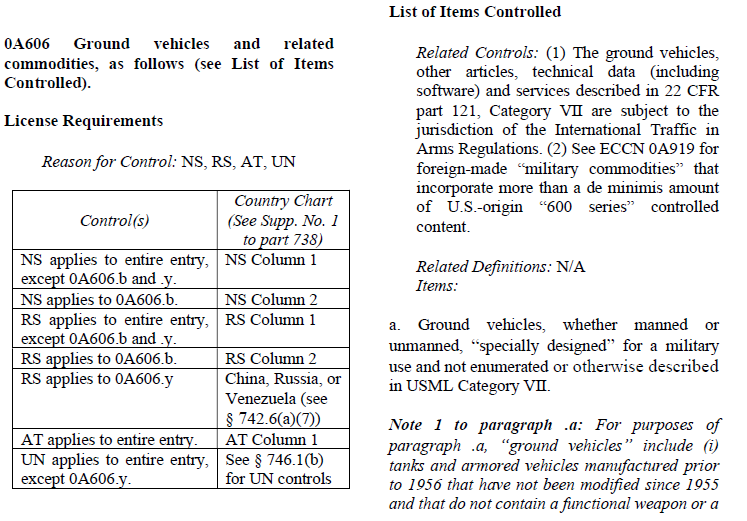 0A606 Ground vehicles and related
commodities, as follows (see List of Items
Controlled).
License Requirements
Reason for Control: NS, RS, AT, UN
Control(s)
Country Chart
(See Supp. No. 1
to part 738)
NS applies to entire entry,
except 0A606.b and .y.
NS Column 1
NS applies to 0A606.b.
NS Column 2
RS applies to entire entry,
except 0A606.b and .y.
RS Column 1
RS applies to 0A606.b.
RS Column 2
RS applies to 0A606.y
China, Russia, or
Venezuela (see
§ 742.6(a)(7))
AT applies to entire entry.
AT Column 1
UN applies to entire entry,
except 0A606.y.
See § 746.1(b)
for UN controls
List of Items Controlled
Related Controls: (1) The ground vehicles,
other articles, technical data (including
software) and services described in 22 CFR
part 121, Category VII are subject to the
jurisdiction of the International Traffic in
Arms Regulations. (2) See ECCN 0A919 for
foreign-made “military commodities” that
incorporate more than a de minimis amount
of U.S.-origin “600 series” controlled
content.
Related Definitions: N/A
Items:
a. Ground vehicles, whether manned or
unmanned, “specially designed” for a military
use and not enumerated or otherwise described
in USML Category VII.
Note 1 to paragraph .a: For purposes of
paragraph .a, “ground vehicles” include (i)
tanks and armored vehicles manufactured prior
to 1956 that have not been modified since 1955
and that do not contain a functional weapon or a